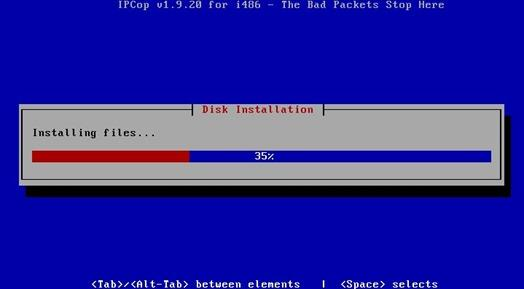 IPCop v1.9.20 for i486 - The Bad Packets Stop Here
Disk Installation
Installing files...
35%
<Tab>/<Alt-Tab> between elements | <Space> selects